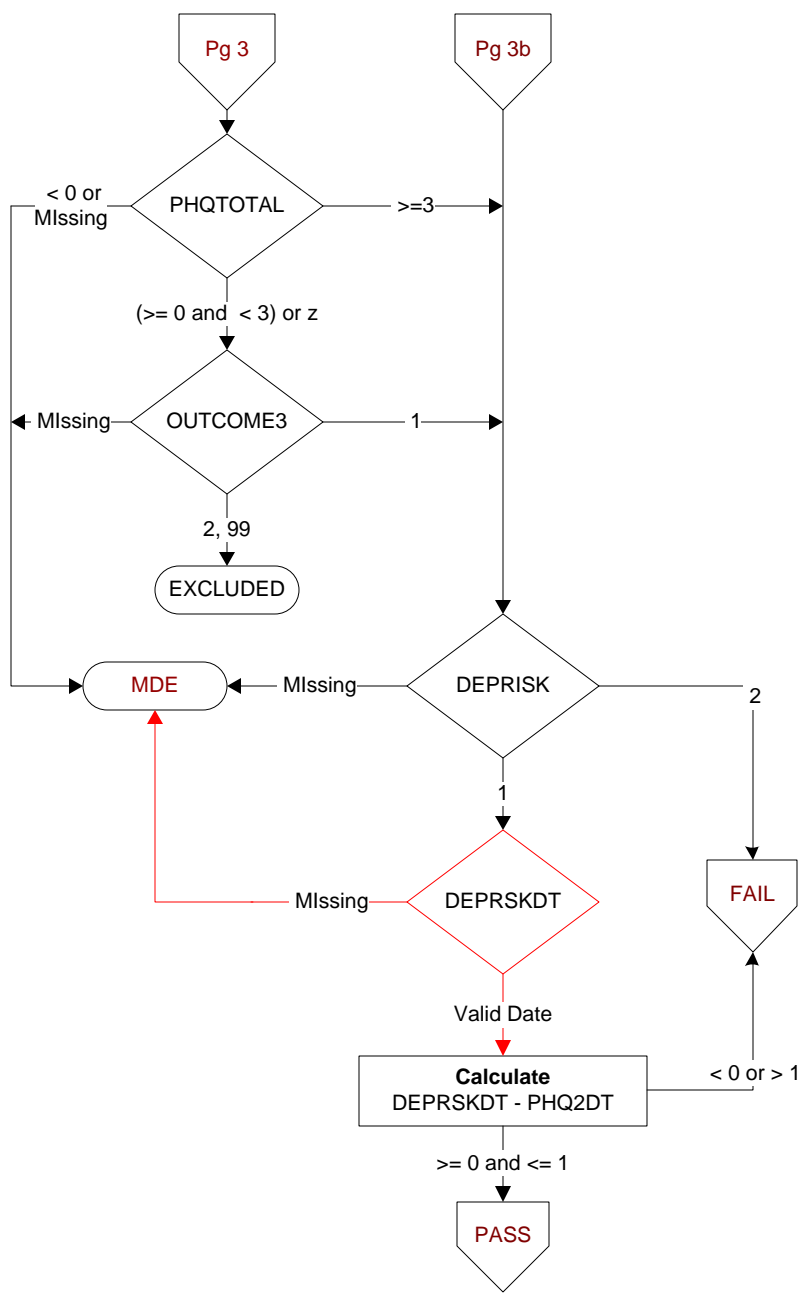 Pg 3
Pg 3b
< 0 or
MIssing
PHQTOTAL
>=3
(>= 0 and  < 3) or z
MIssing
OUTCOME3
1
2, 99
EXCLUDED
MDE
MIssing
DEPRISK
2
1
MIssing
DEPRSKDT
FAIL
Valid Date
Calculate
DEPRSKDT - PHQ2DT
< 0 or > 1
>= 0 and <= 1
PASS